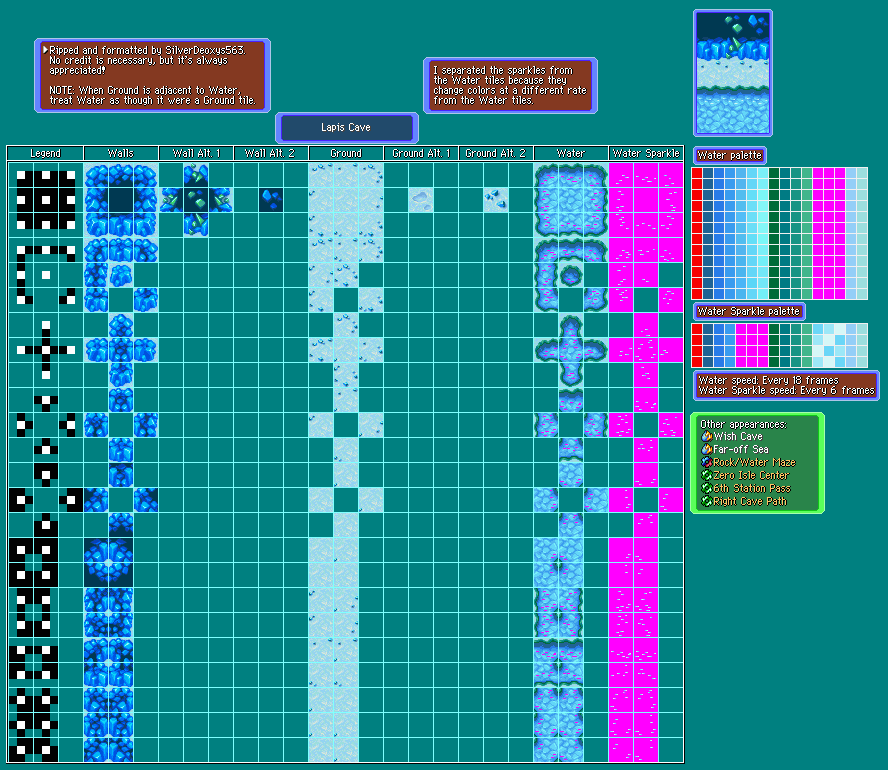 Ripped and formatted by SilverDeoxys563.
No credit is necessary, but it's always
appreciated!
NOTE: When Ground is adjacent to Water,
treat Water as though it were a Ground tile.
I separated the sparkles from
the Water tiles because they
change colors at a different rate
from the Water tiles.
Lapis Cave
Legend
Walls
Wall Alt. 1
Wall Alt. 2
Ground
Ground Alt. 1
Ground Alt. 2
Water
Water Sparkle
Water palette
Water Sparkle palette
Water speed: Every 18 frames
Water Sparkle speed: Every 6 frames
Other appearances:
Wish Cave
Far-off Sea
Rock/Water Maze
Zero Isle Center
6th Station Pass
Right Cave Path